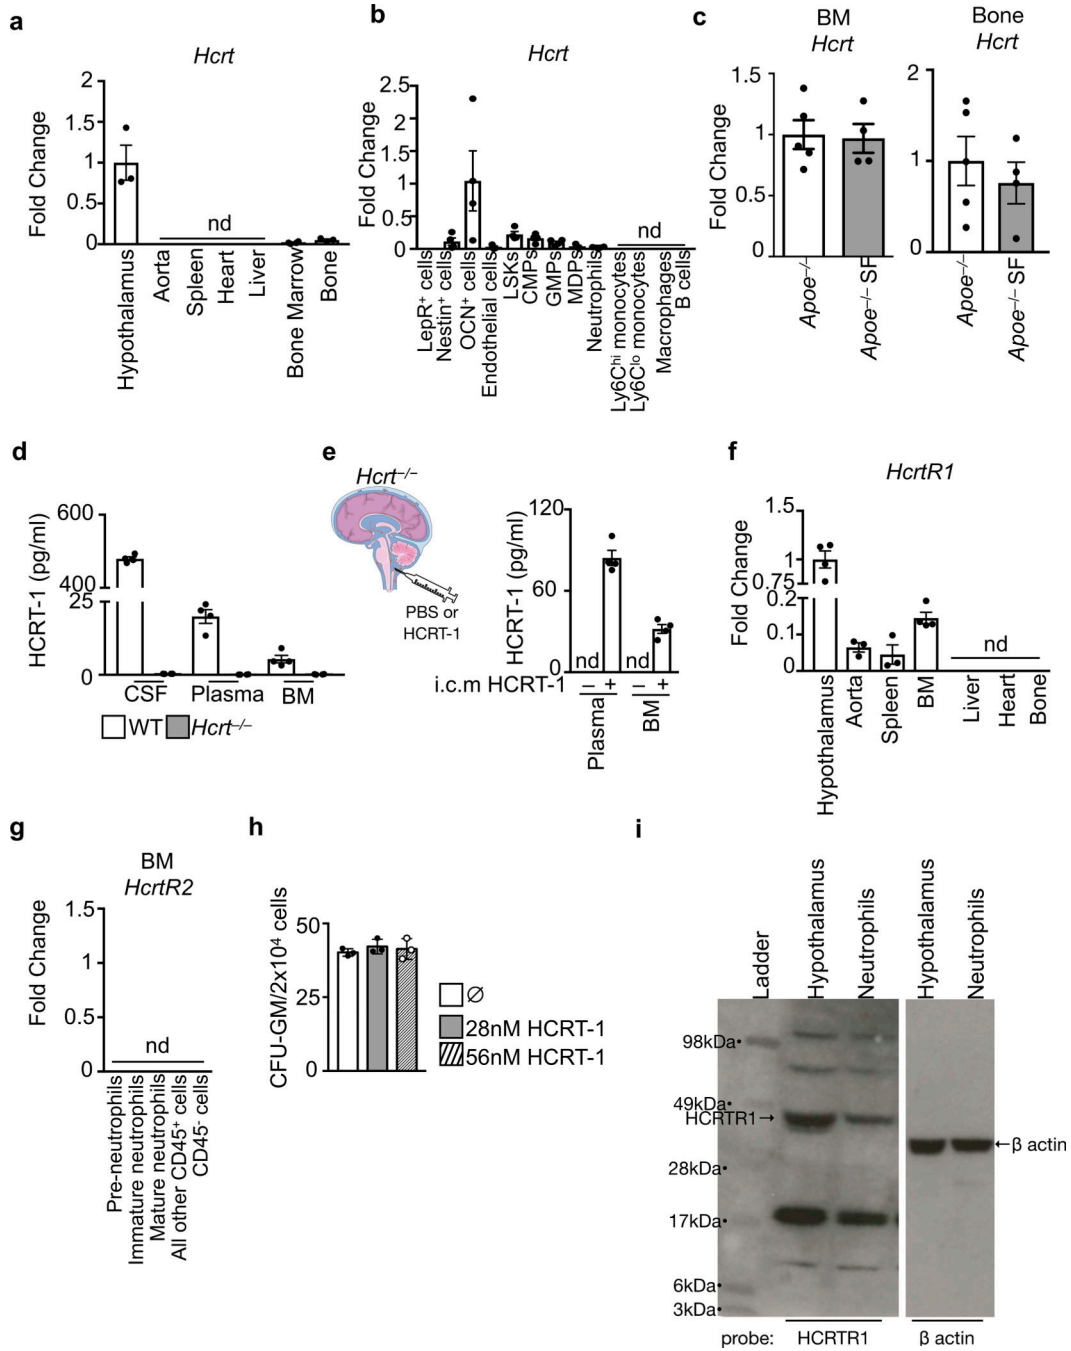 a
Hcrt
Fold Change
2
1.5
1
0.5
0
nd
Hypothalamus
Aorta
Spleen
Heart
Liver
Bone Marrow
Bone
b
Hcrt
Fold Change
2.5
2
1.5
1
0.5
0
nd
LepR⁺ cells
Nestin⁺ cells
OCN⁺ cells
Endothelial cells
LSKs
CMPs
GMPs
MDPs
Neutrophils
Ly6Cʰⁱ monocytes
Ly6Cˡᵒ monocytes
Macrophages
B cells
c
BM
Hcrt
Fold Change
1.5
1
0.5
0
Apoe⁻/⁻
Apoe⁻/⁻ SF
Bone
Hcrt
2
1
0
Apoe⁻/⁻
Apoe⁻/⁻ SF
d
HCRT-1 (pg/ml)
600
400
25
0
CSF
Plasma
BM
WT
Hcrt⁻/⁻
e
Hcrt⁻/⁻
PBS or
HCRT-1
HCRT-1 (pg/ml)
120
60
0
nd
nd
i.c.m HCRT-1 – + – +
Plasma
BM
f
HcrtR1
Fold Change
1.5
1
0.75
0.2
0.1
0
nd
Hypothalamus
Aorta
Spleen
BM
Liver
Heart
Bone
g
BM
HcrtR2
Fold Change
1.5
1
0.5
0
nd
Pre-neutrophils
Immature neutrophils
Mature neutrophils
All other CD45⁺ cells
CD45⁻ cells
h
CFU-GM/2x10⁴ cells
50
25
0
∅
28nM HCRT-1
56nM HCRT-1
i
Ladder
Hypothalamus
Neutrophils
Hypothalamus
Neutrophils
98kDa•
49kDa•
HCRTR1→
28kDa•
17kDa•
6kDa•
3kDa•
←β actin
probe: HCRTR1 β actin